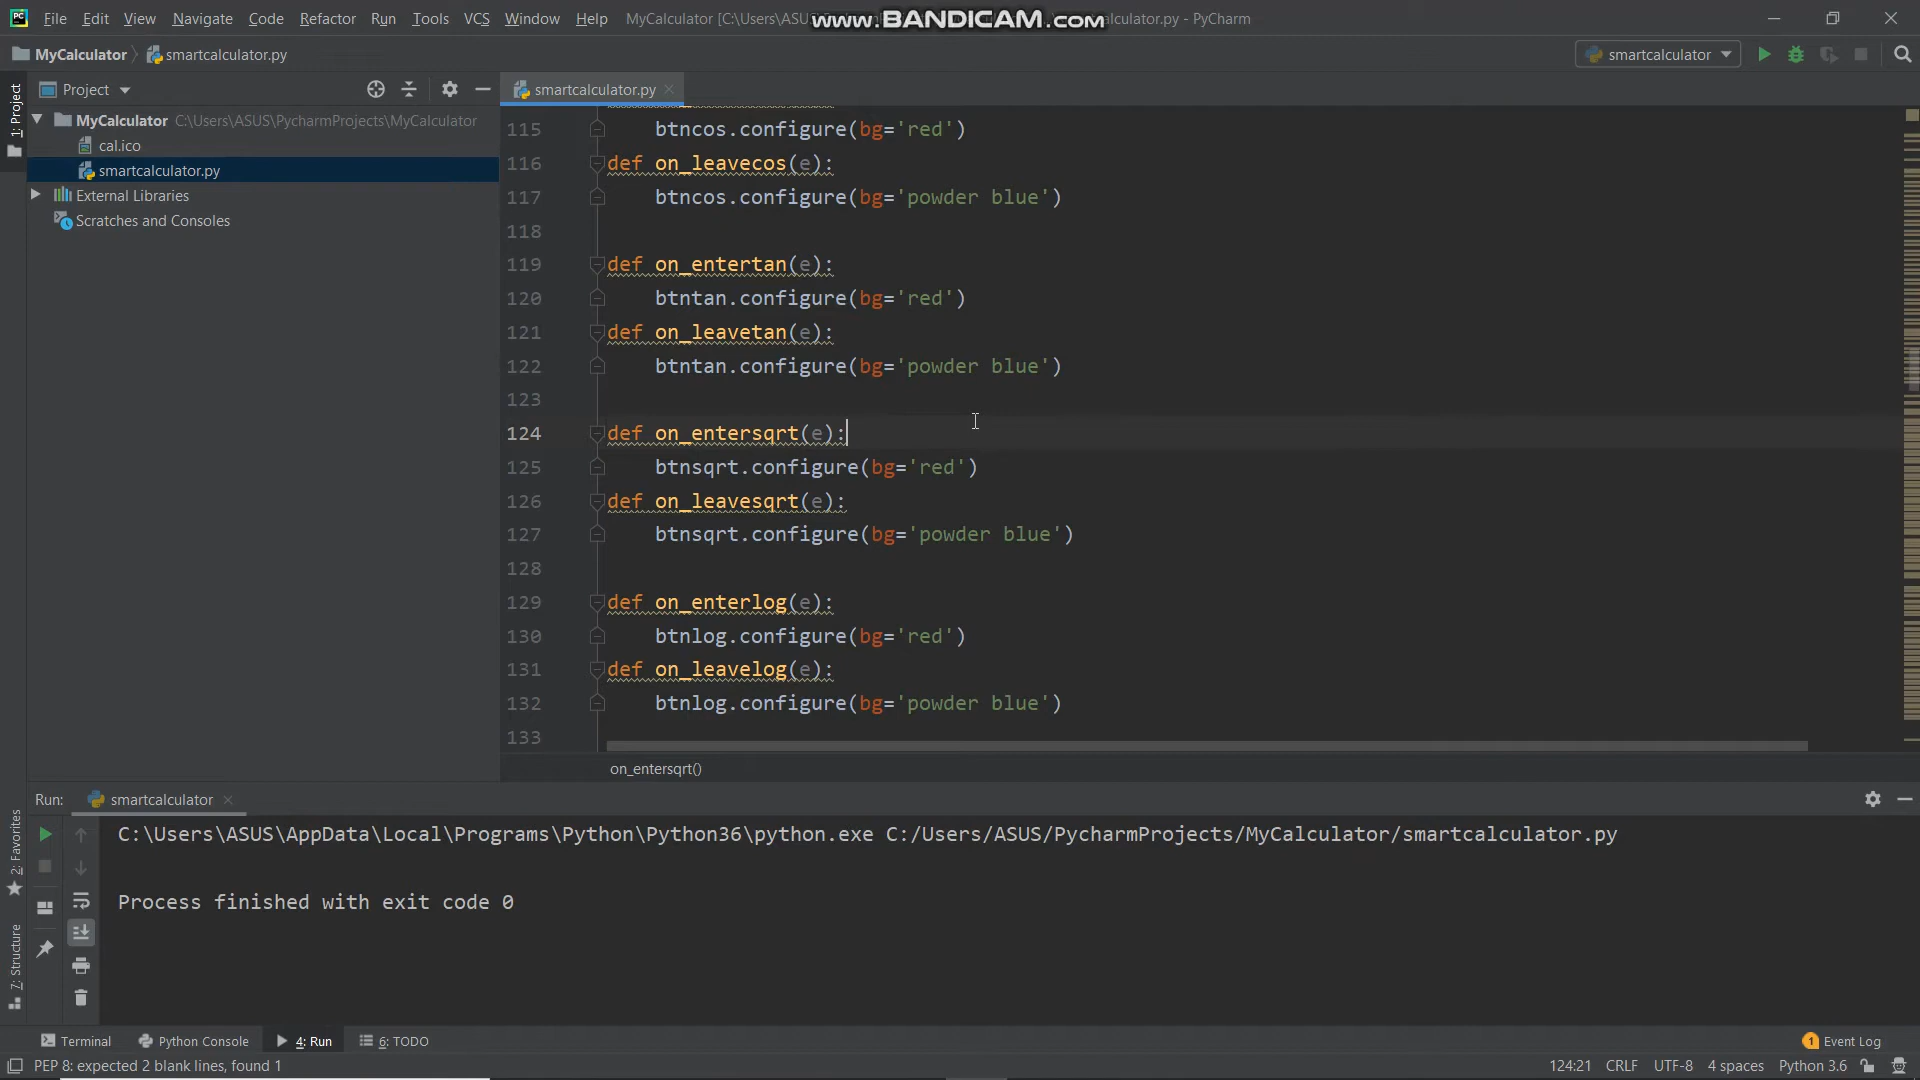 File Edit View Navigate Code Refactor Run Tools VCS Window Help MyCalculator [C:\Users\ASUS\ alculator.py - PyCharm
www.BANDICAM.com
MyCalculator smartcalculator.py smartcalculator
1: Project
Project
smartcalculator.py
MyCalculator C:\Users\ASUS\PycharmProjects\MyCalculator
cal.ico
smartcalculator.py
External Libraries
Scratches and Consoles
115 btncos.configure(bg='red')
116 def on_leavecos(e):
117 btncos.configure(bg='powder blue')
118
119 def on_entertan(e):
120 btntan.configure(bg='red')
121 def on_leavetan(e):
122 btntan.configure(bg='powder blue')
123
124 def on_entersqrt(e):
125 btnsqrt.configure(bg='red')
126 def on_leavesqrt(e):
127 btnsqrt.configure(bg='powder blue')
128
129 def on_enterlog(e):
130 btnlog.configure(bg='red')
131 def on_leavelog(e):
132 btnlog.configure(bg='powder blue')
133
on_entersqrt()
Run: smartcalculator
C:\Users\ASUS\AppData\Local\Programs\Python\Python36\python.exe C:/Users/ASUS/PycharmProjects/MyCalculator/smartcalculator.py
Process finished with exit code 0
2: Favorites
7: Structure
Terminal Python Console 4: Run 6: TODO 1 Event Log
PEP 8: expected 2 blank lines, found 1 124:21 CRLF UTF-8 4 spaces Python 3.6